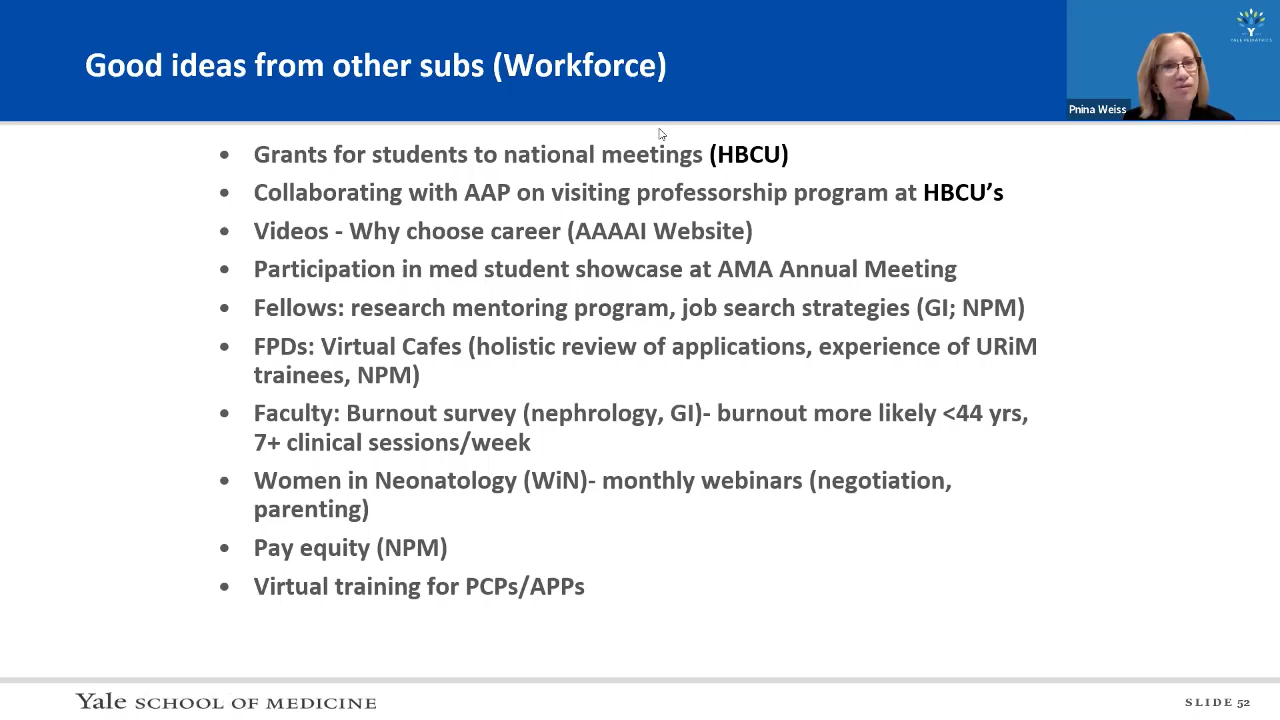 Good ideas from other subs (Workforce)
YALE PEDIATRICS
Pnina Weiss
• Grants for students to national meetings (HBCU)
• Collaborating with AAP on visiting professorship program at HBCU’s
• Videos - Why choose career (AAAAI Website)
• Participation in med student showcase at AMA Annual Meeting
• Fellows: research mentoring program, job search strategies (GI; NPM)
• FPDs: Virtual Cafes (holistic review of applications, experience of URiM
trainees, NPM)
• Faculty: Burnout survey (nephrology, GI)- burnout more likely <44 yrs,
7+ clinical sessions/week
• Women in Neonatology (WiN)- monthly webinars (negotiation,
parenting)
• Pay equity (NPM)
• Virtual training for PCPs/APPs
Yale SCHOOL OF MEDICINE
SLIDE 52